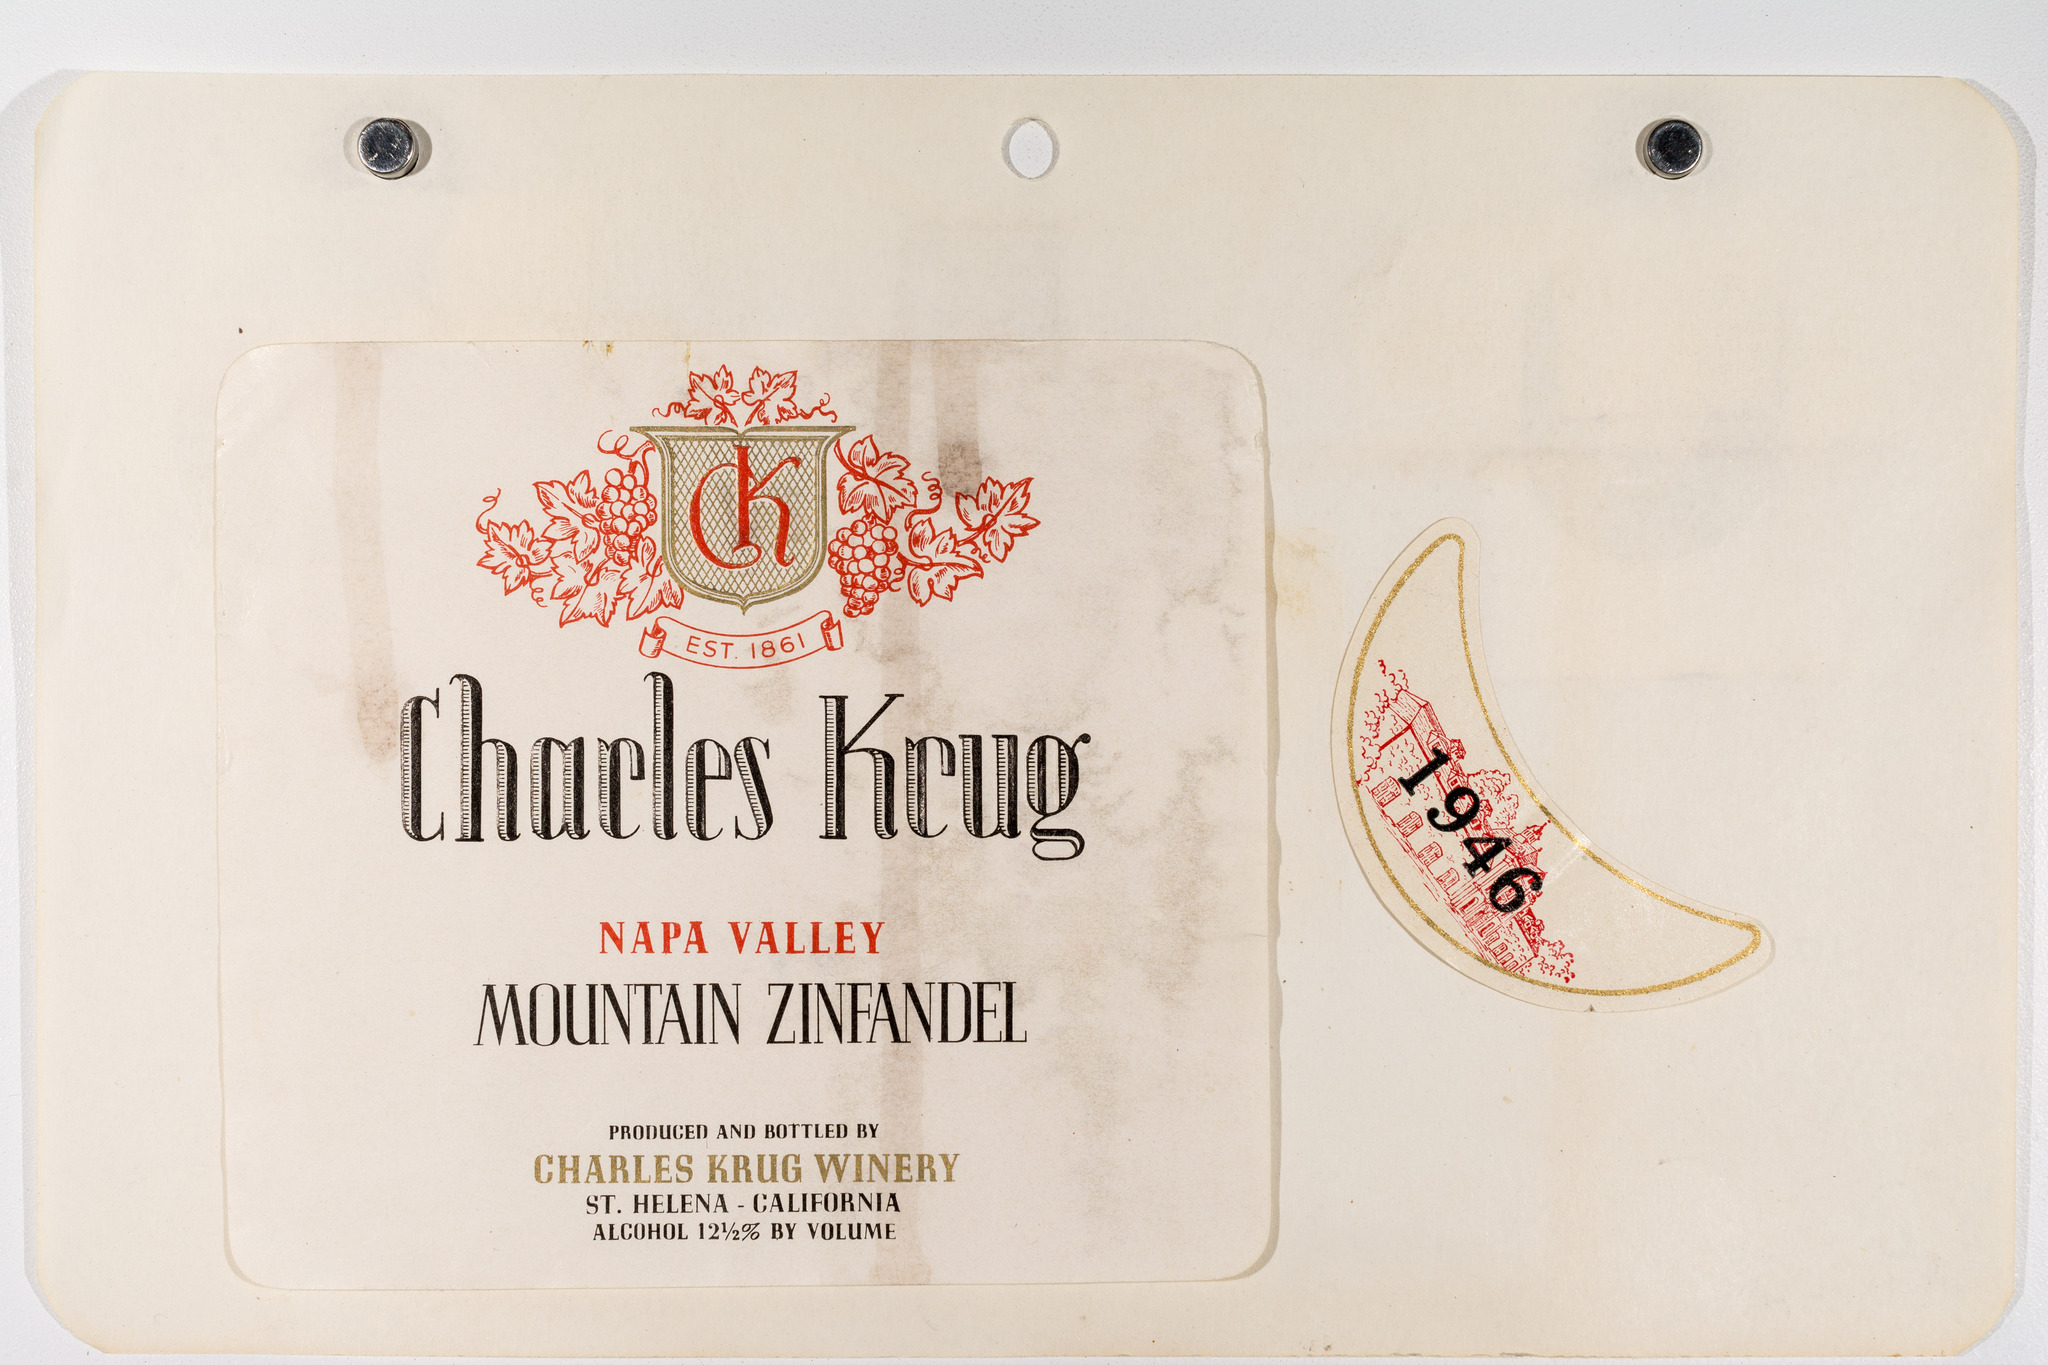 CK
EST. 1861
Charles Krug
NAPA VALLEY
MOUNTAIN ZINFANDEL
PRODUCED AND BOTTLED BY
CHARLES KRUG WINERY
ST. HELENA - CALIFORNIA
ALCOHOL 12½% BY VOLUME
1946